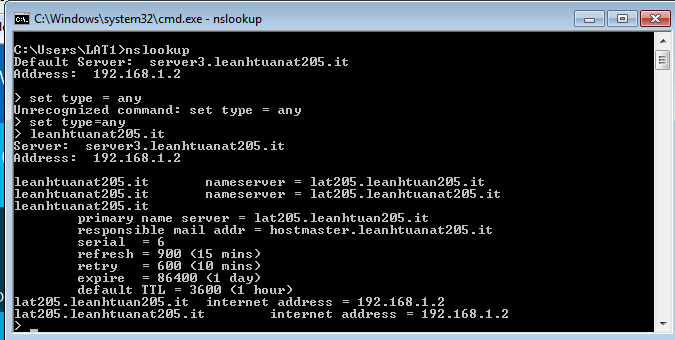 C:\Windows\system32\cmd.exe - nslookup
C:\Users\LAT1>nslookup
Default Server:  server3.leanhtuanat205.it
Address:  192.168.1.2
> set type = any
Unrecognized command: set type = any
> set type=any
> leanhtuanat205.it
Server:  server3.leanhtuanat205.it
Address:  192.168.1.2
leanhtuanat205.it       nameserver = lat205.leanhtuan205.it
leanhtuanat205.it       nameserver = lat205.leanhtuanat205.it
leanhtuanat205.it
        primary name server = lat205.leanhtuan205.it
        responsible mail addr = hostmaster.leanhtuanat205.it
        serial  = 6
        refresh = 900 (15 mins)
        retry   = 600 (10 mins)
        expire  = 86400 (1 day)
        default TTL = 3600 (1 hour)
lat205.leanhtuan205.it  internet address = 192.168.1.2
lat205.leanhtuanat205.it        internet address = 192.168.1.2
>